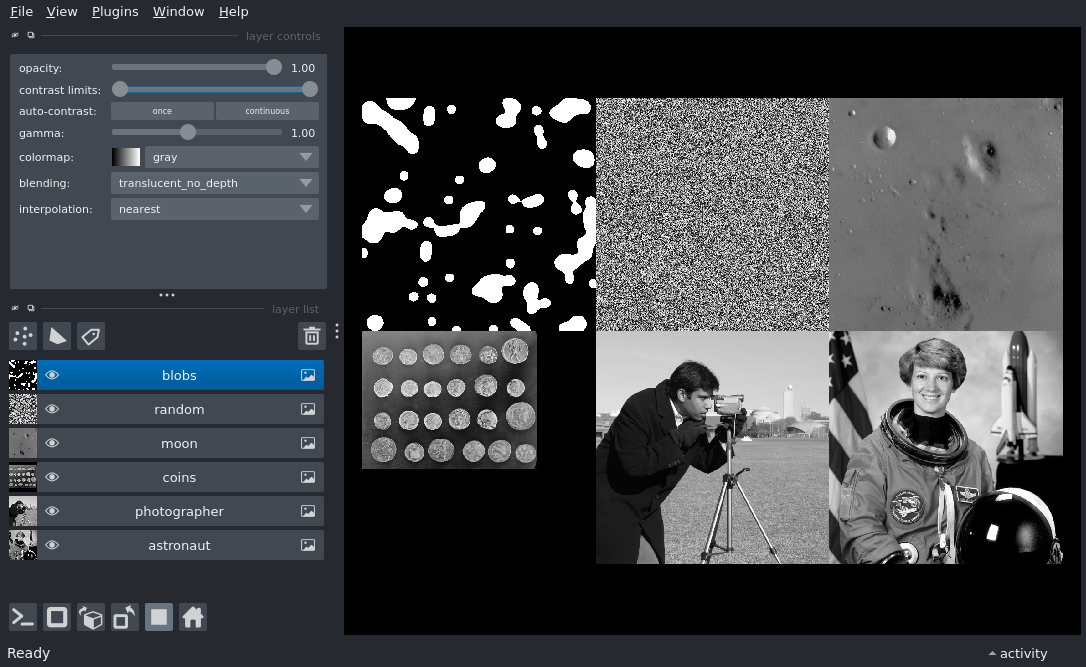 File View Plugins Window Help
layer controls
opacity: 1.00
contrast limits:
auto-contrast: once continuous
gamma: 1.00
colormap: gray
blending: translucent_no_depth
interpolation: nearest
layer list
blobs
random
moon
coins
photographer
astronaut
Ready activity